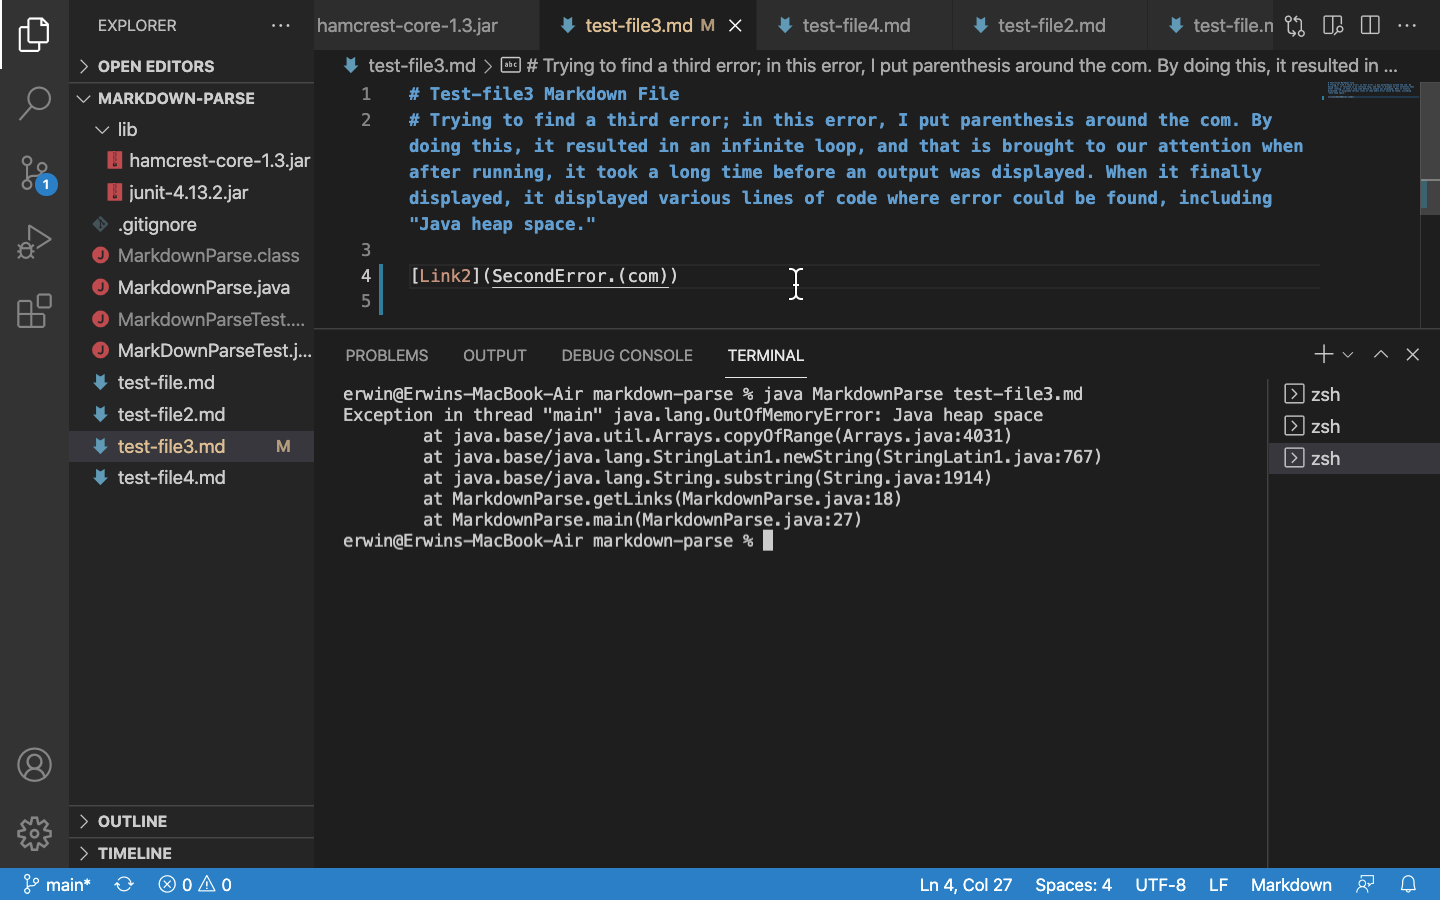 EXPLORER
OPEN EDITORS
MARKDOWN-PARSE
lib
hamcrest-core-1.3.jar
junit-4.13.2.jar
.gitignore
MarkdownParse.class
MarkdownParse.java
MarkdownParseTest....
MarkDownParseTest.j...
test-file.md
test-file2.md
test-file3.md M
test-file4.md
OUTLINE
TIMELINE
1
hamcrest-core-1.3.jar test-file3.md M test-file4.md test-file2.md test-file.m
test-file3.md > abc # Trying to find a third error; in this error, I put parenthesis around the com. By doing this, it resulted in ...
1 # Test-file3 Markdown File
2 # Trying to find a third error; in this error, I put parenthesis around the com. By
doing this, it resulted in an infinite loop, and that is brought to our attention when
after running, it took a long time before an output was displayed. When it finally
displayed, it displayed various lines of code where error could be found, including
"Java heap space."
3
4 [Link2](SecondError.(com))
5
PROBLEMS OUTPUT DEBUG CONSOLE TERMINAL
erwin@Erwins-MacBook-Air markdown-parse % java MarkdownParse test-file3.md
Exception in thread "main" java.lang.OutOfMemoryError: Java heap space
at java.base/java.util.Arrays.copyOfRange(Arrays.java:4031)
at java.base/java.lang.StringLatin1.newString(StringLatin1.java:767)
at java.base/java.lang.String.substring(String.java:1914)
at MarkdownParse.getLinks(MarkdownParse.java:18)
at MarkdownParse.main(MarkdownParse.java:27)
erwin@Erwins-MacBook-Air markdown-parse %
zsh
zsh
zsh
main* 0 0 Ln 4, Col 27 Spaces: 4 UTF-8 LF Markdown